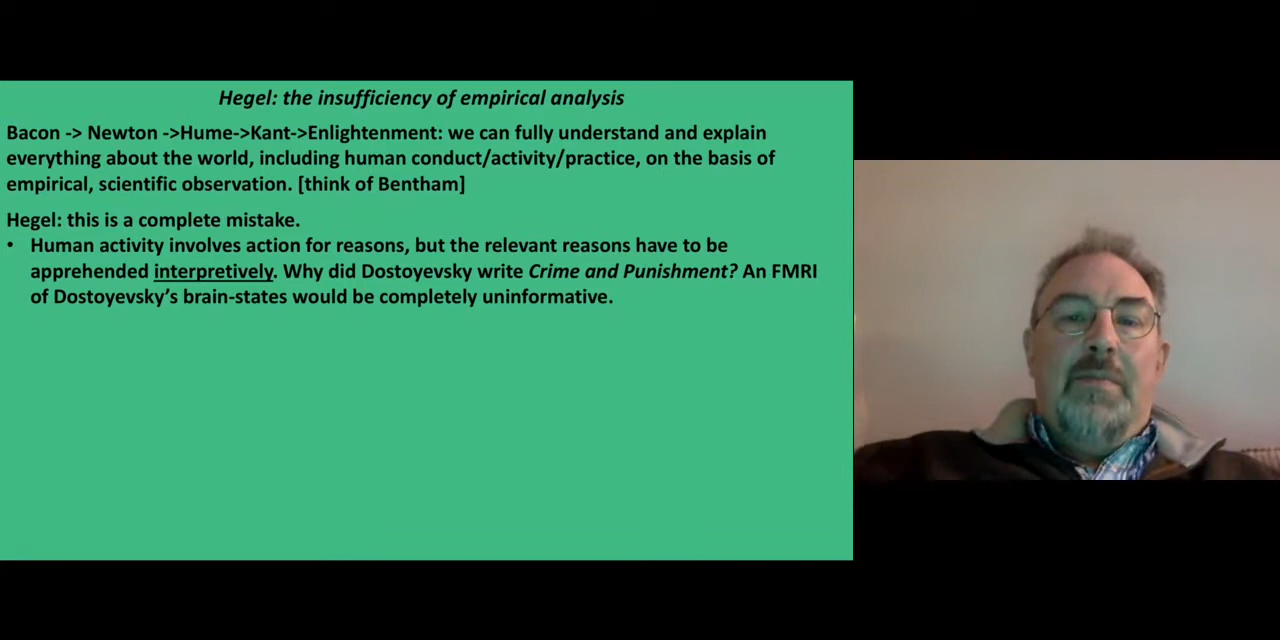 Hegel: the insufficiency of empirical analysis
Bacon -> Newton ->Hume->Kant->Enlightenment: we can fully understand and explain
everything about the world, including human conduct/activity/practice, on the basis of
empirical, scientific observation. [think of Bentham]
Hegel: this is a complete mistake.
• Human activity involves action for reasons, but the relevant reasons have to be
apprehended interpretively. Why did Dostoyevsky write Crime and Punishment? An FMRI
of Dostoyevsky's brain-states would be completely uninformative.